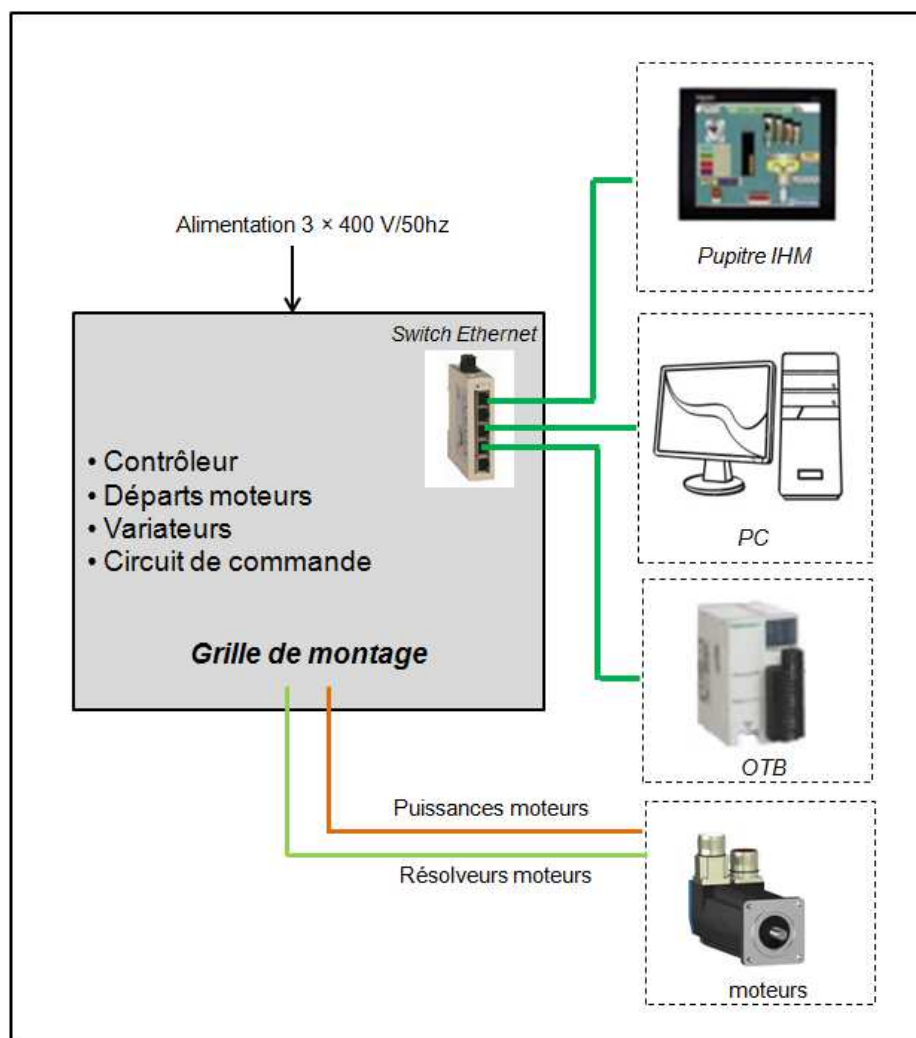 Alimentation 3 × 400 V/50hz
Switch Ethernet
• Contrôleur
• Départs moteurs
• Variateurs
• Circuit de commande
Grille de montage
Pupitre IHM
PC
OTB
Puissances moteurs
Résolveurs moteurs
moteurs